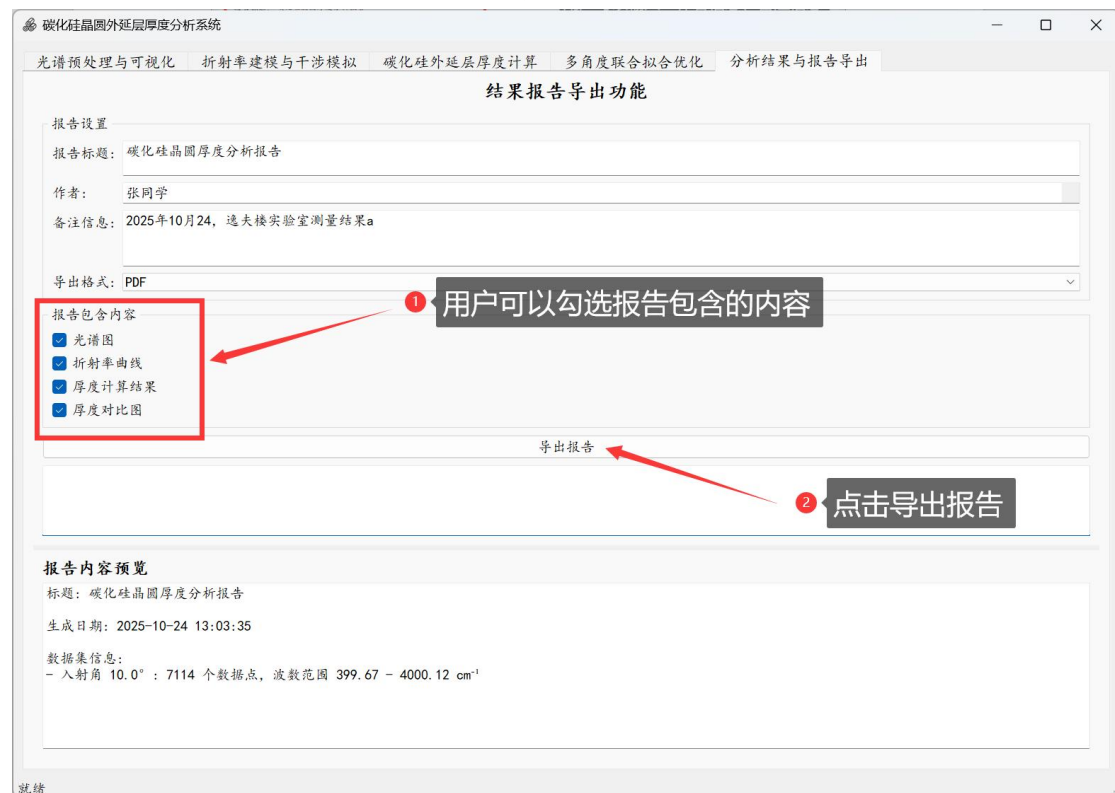 碳化硅晶圆外延层厚度分析系统
光谱预处理与可视化 折射率建模与干涉模拟 碳化硅外延层厚度计算 多角度联合拟合优化 分析结果与报告导出
结果报告导出功能
报告设置
报告标题: 碳化硅晶圆厚度分析报告
作者: 张同学
备注信息: 2025年10月24, 逸夫楼实验室测量结果a
导出格式: PDF
1 用户可以勾选报告包含的内容
报告包含内容
光谱图
折射率曲线
厚度计算结果
厚度对比图
导出报告
2 点击导出报告
报告内容预览
标题: 碳化硅晶圆厚度分析报告
生成日期: 2025-10-24 13:03:35
数据集信息:
- 入射角 10.0° : 7114 个数据点, 波数范围 399.67 - 4000.12 cm⁻¹
就绪